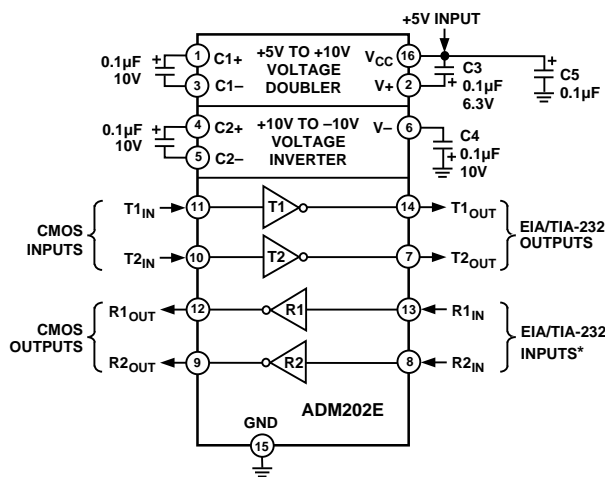 +5V INPUT
0.1µF
10V
+
1
C1+
3
C1–
+5V TO +10V
VOLTAGE
DOUBLER
VCC
16
V+
2
+
C3
0.1µF
6.3V
+
C5
0.1µF
0.1µF
10V
+
4
C2+
5
C2–
+10V TO –10V
VOLTAGE
INVERTER
V–
6
+
C4
0.1µF
10V
CMOS
INPUTS
T1IN
11
T1
14
T1OUT
T2IN
10
T2
7
T2OUT
EIA/TIA-232
OUTPUTS
CMOS
OUTPUTS
R1OUT
12
R1
13
R1IN
R2OUT
9
R2
8
R2IN
EIA/TIA-232
INPUTS*
ADM202E
GND
15